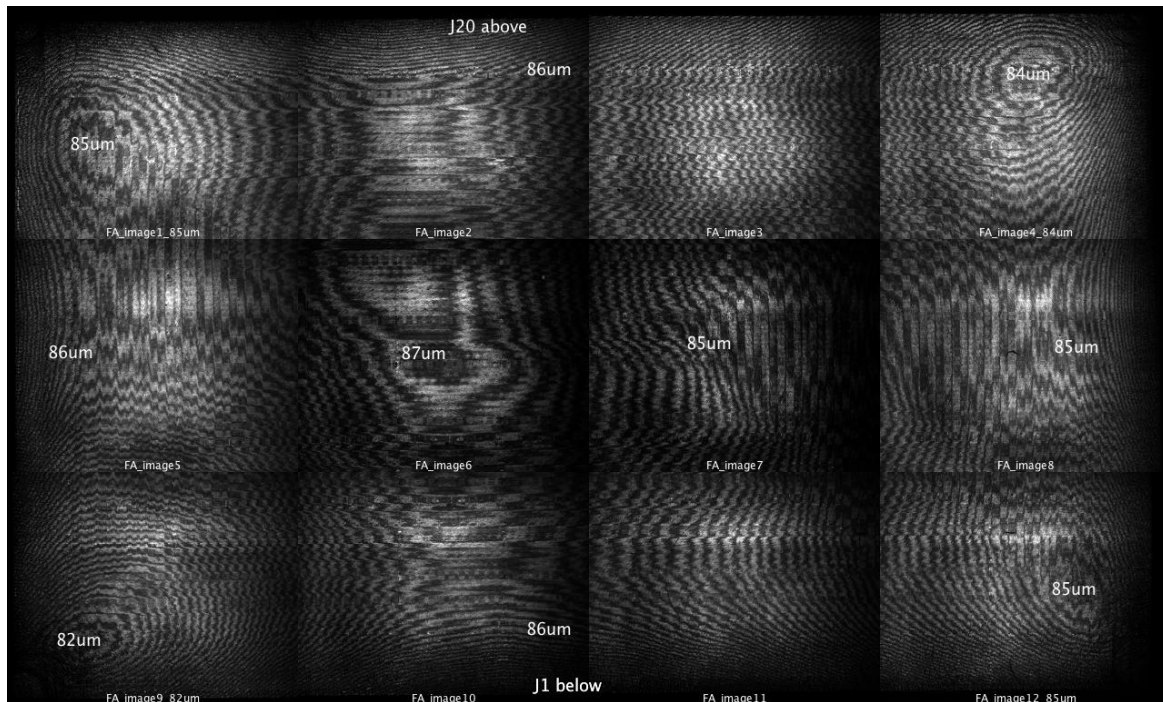 J20 above
86um
84um
85um
FA_image1_85um
FA_image2
FA_image3
FA_image4_84um
86um
87um
85um
85um
FA_image5
FA_image6
FA_image7
FA_image8
82um
86um
85um
J1 below
FA_image9_82um
FA_image10
FA_image11
FA_image12_85um